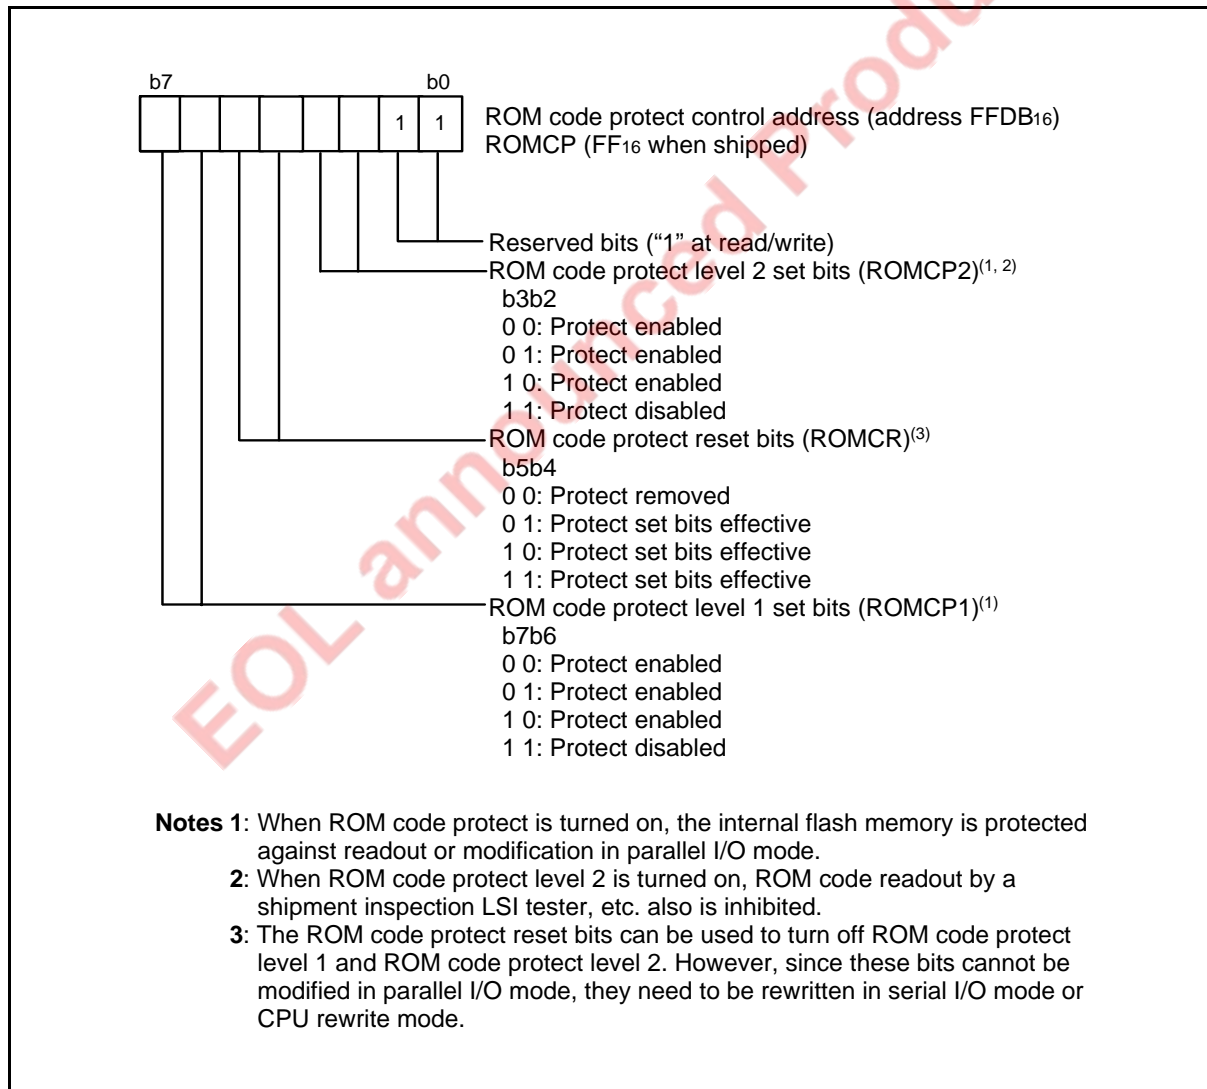 b7 b0
1 1
ROM code protect control address (address FFDB16)
ROMCP (FF16 when shipped)
Reserved bits (“1” at read/write)
ROM code protect level 2 set bits (ROMCP2)(1, 2)
b3b2
0 0: Protect enabled
0 1: Protect enabled
1 0: Protect enabled
1 1: Protect disabled
ROM code protect reset bits (ROMCR)(3)
b5b4
0 0: Protect removed
0 1: Protect set bits effective
1 0: Protect set bits effective
1 1: Protect set bits effective
ROM code protect level 1 set bits (ROMCP1)(1)
b7b6
0 0: Protect enabled
0 1: Protect enabled
1 0: Protect enabled
1 1: Protect disabled
Notes 1: When ROM code protect is turned on, the internal flash memory is protected
against readout or modification in parallel I/O mode.
2: When ROM code protect level 2 is turned on, ROM code readout by a
shipment inspection LSI tester, etc. also is inhibited.
3: The ROM code protect reset bits can be used to turn off ROM code protect
level 1 and ROM code protect level 2. However, since these bits cannot be
modified in parallel I/O mode, they need to be rewritten in serial I/O mode or
CPU rewrite mode.
EOL announced Produ